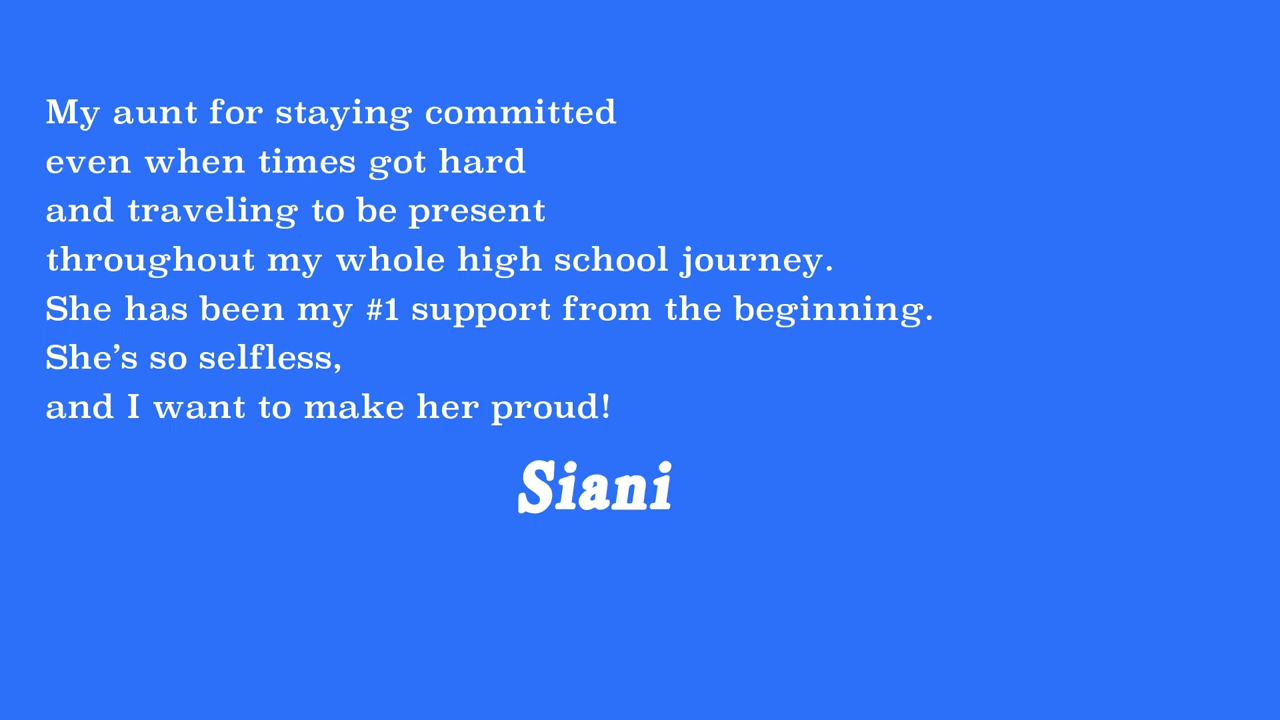 My aunt for staying committed
even when times got hard
and traveling to be present
throughout my whole high school journey.
She has been my #1 support from the beginning.
She’s so selfless,
and I want to make her proud!
Siani